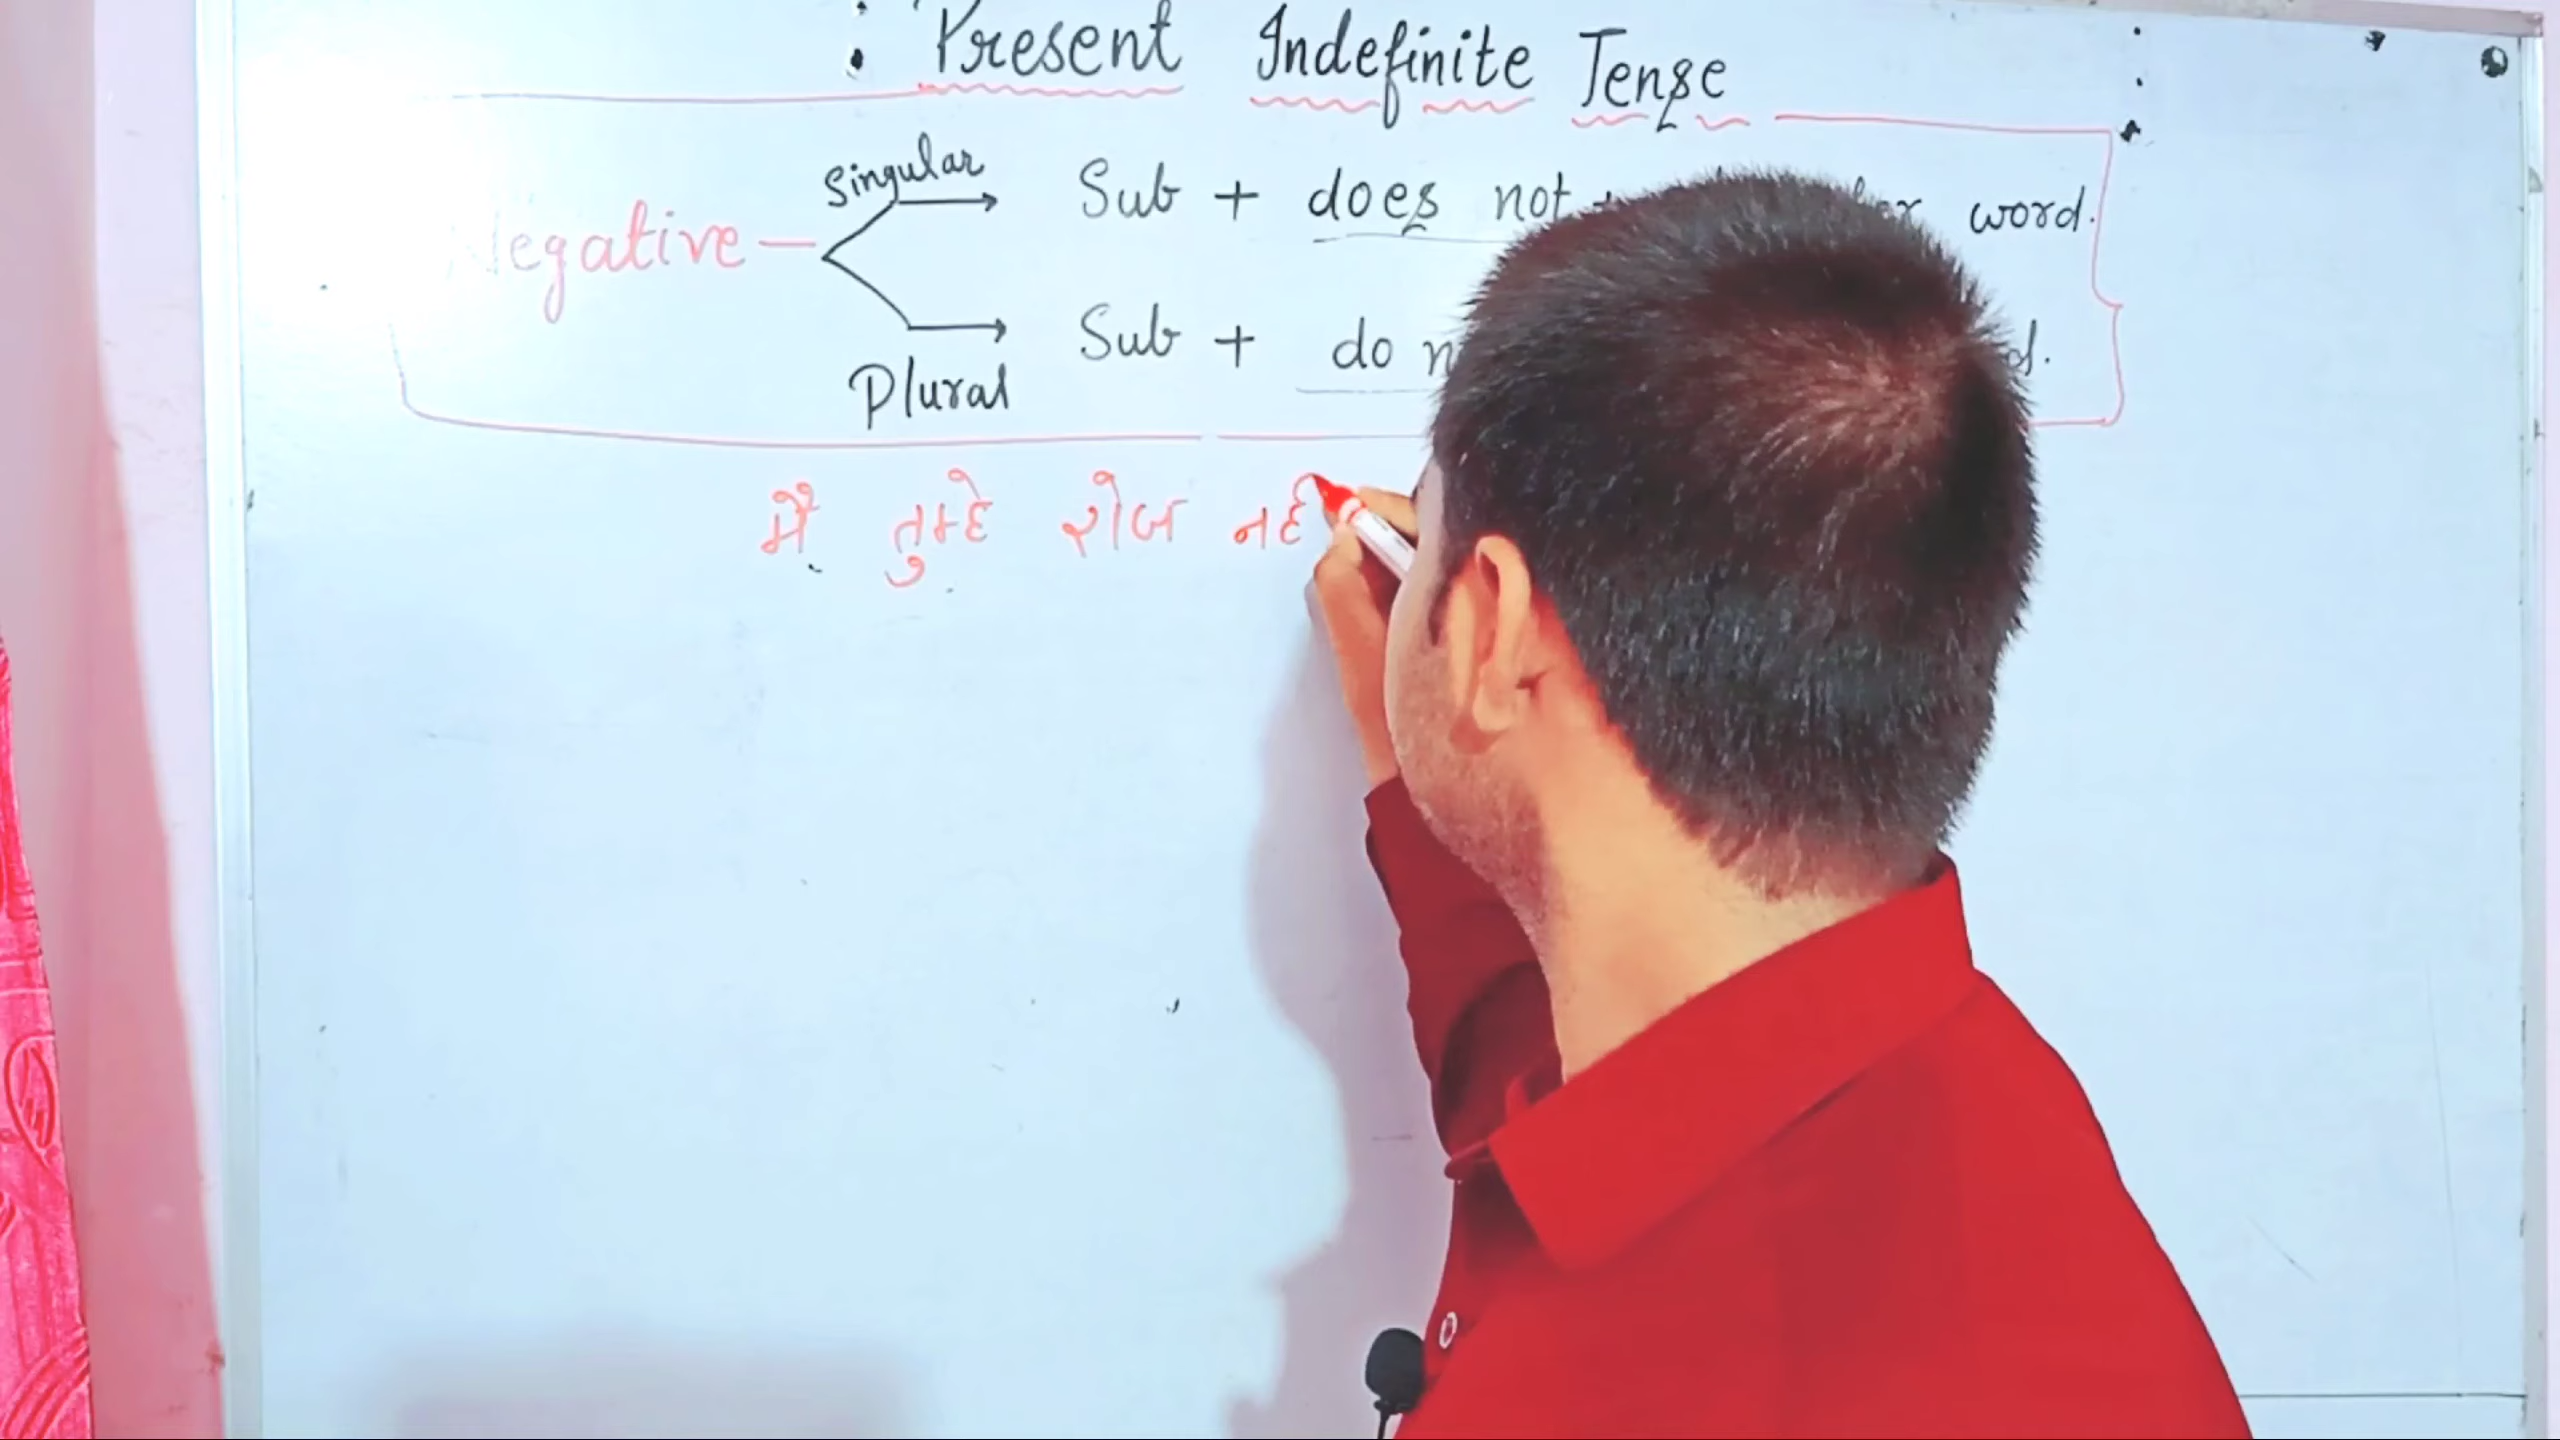 : Present Indefinite Tense :
Negative —
Singular → Sub + does not word.
Plural → Sub + do
मैं तुम्हे रोज नही